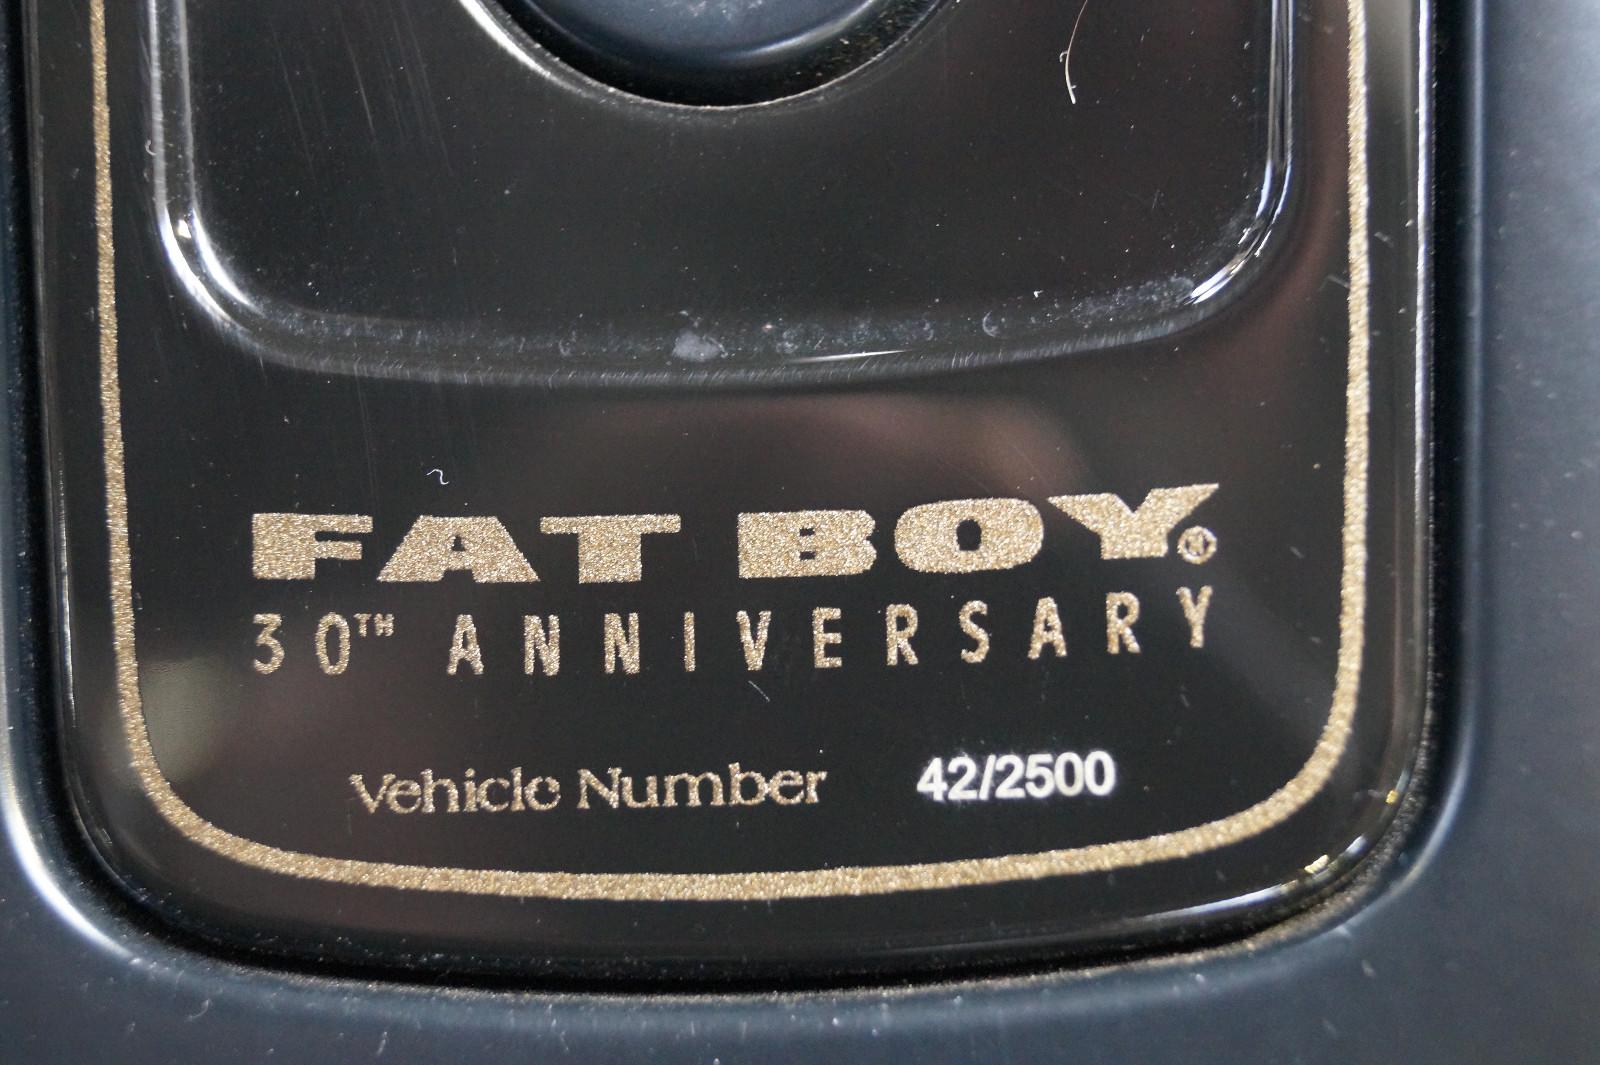 FAT BOY®
30TH ANNIVERSARY
Vehicle Number 42/2500